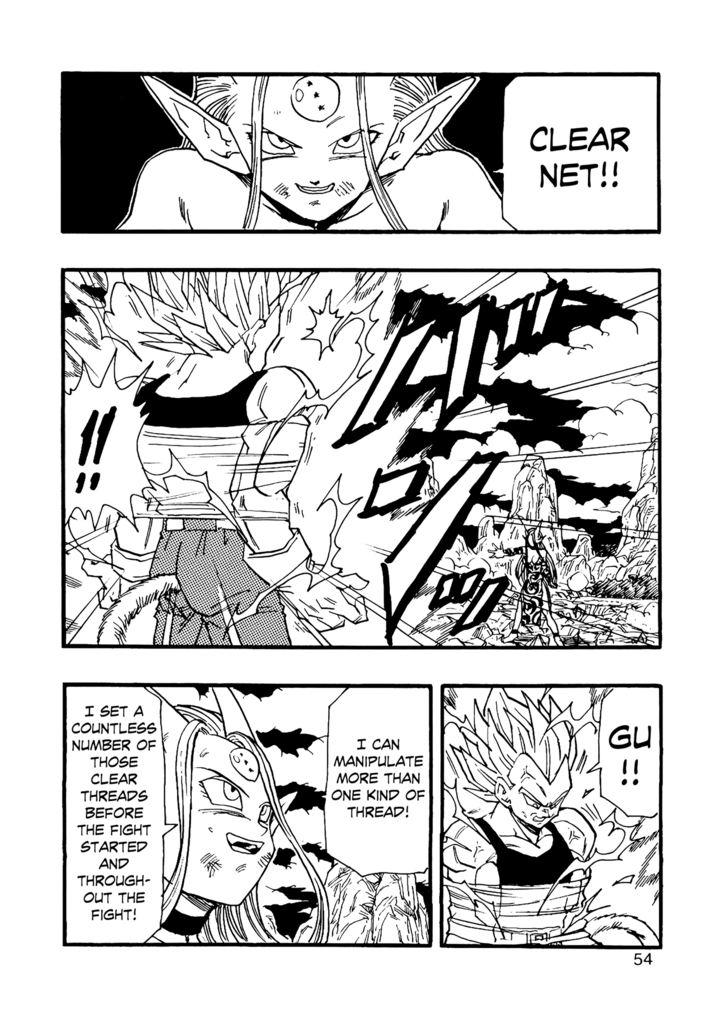 CLEAR
NET!!
!!
GU
!!
I CAN
MANIPULATE
MORE THAN
ONE KIND OF
THREAD!
I SET A
COUNTLESS
NUMBER OF
THOSE
CLEAR
THREADS
BEFORE
THE FIGHT
STARTED
AND
THROUGH-
OUT THE
FIGHT!
54